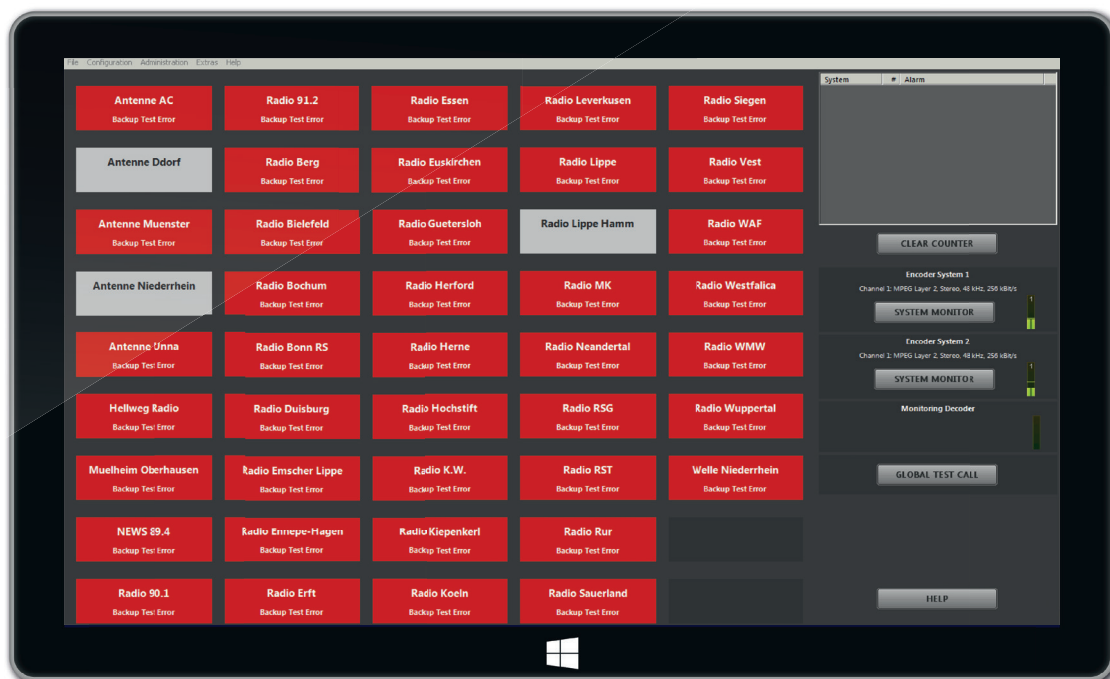 File Configuration Administration Extras Help
Antenne AC
Backup Test Error
Radio 91.2
Backup Test Error
Radio Essen
Backup Test Error
Radio Leverkusen
Backup Test Error
Radio Siegen
Backup Test Error
Antenne Ddorf
Radio Berg
Backup Test Error
Radio Euskirchen
Backup Test Error
Radio Lippe
Backup Test Error
Radio Vest
Backup Test Error
Antenne Muenster
Backup Test Error
Radio Bielefeld
Backup Test Error
Radio Guetersloh
Backup Test Error
Radio Lippe Hamm
Radio WAF
Backup Test Error
Antenne Niederrhein
Radio Bochum
Backup Test Error
Radio Herford
Backup Test Error
Radio MK
Backup Test Error
Radio Westfalica
Backup Test Error
Antenne Unna
Backup Test Error
Radio Bonn RS
Backup Test Error
Radio Herne
Backup Test Error
Radio Neandertal
Backup Test Error
Radio WMW
Backup Test Error
Hellweg Radio
Backup Test Error
Radio Duisburg
Backup Test Error
Radio Hochstift
Backup Test Error
Radio RSG
Backup Test Error
Radio Wuppertal
Backup Test Error
Muelheim Oberhausen
Backup Test Error
Radio Emscher Lippe
Backup Test Error
Radio K.W.
Backup Test Error
Radio RST
Backup Test Error
Welle Niederrhein
Backup Test Error
NEWS 89.4
Backup Test Error
Radio Ennepe-Hagen
Backup Test Error
Radio Kiepenkerl
Backup Test Error
Radio Rur
Backup Test Error
Radio 90.1
Backup Test Error
Radio Erft
Backup Test Error
Radio Koeln
Backup Test Error
Radio Sauerland
Backup Test Error
System # Alarm
CLEAR COUNTER
Encoder System 1
Channel 1: MPEG Layer 2, Stereo, 48 kHz, 256 kBit/s
1
SYSTEM MONITOR
Encoder System 2
Channel 1: MPEG Layer 2, Stereo, 48 kHz, 256 kBit/s
1
SYSTEM MONITOR
Monitoring Decoder
GLOBAL TEST CALL
HELP